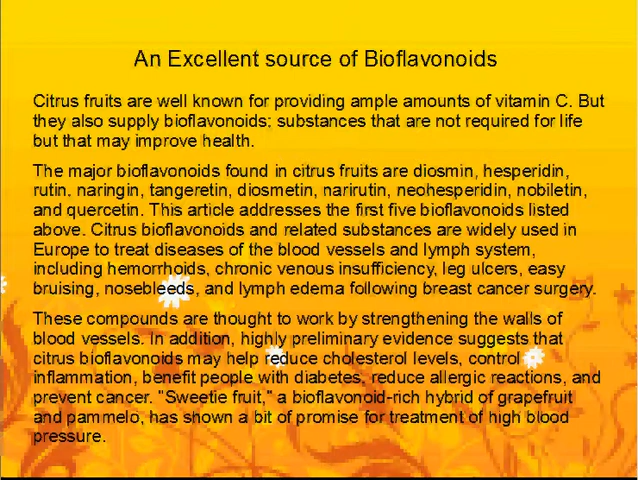 An Excellent source of Bioflavonoids
Citrus fruits are well known for providing ample amounts of vitamin C. But
they also supply bioflavonoids; substances that are not required for life
but that may improve health.
The major bioflavonoids found in citrus fruits are diosmin, hesperidin,
rutin, naringin, tangeretin, diosmetin, narirutin, neohesperidin, nobiletin,
and quercetin. This article addresses the first five bioflavonoids listed
above. Citrus bioflavonoids and related substances are widely used in
Europe to treat diseases of the blood vessels and lymph system,
including hemorrhoids, chronic venous insufficiency, leg ulcers, easy
bruising, nosebleeds, and lymph edema following breast cancer surgery.
These compounds are thought to work by strengthening the walls of
blood vessels. In addition, highly preliminary evidence suggests that
citrus bioflavonoids may help reduce cholesterol levels, control
inflammation, benefit people with diabetes, reduce allergic reactions, and
prevent cancer. "Sweetie fruit," a bioflavonoid-rich hybrid of grapefruit
and pammelo, has shown a bit of promise for treatment of high blood
pressure.